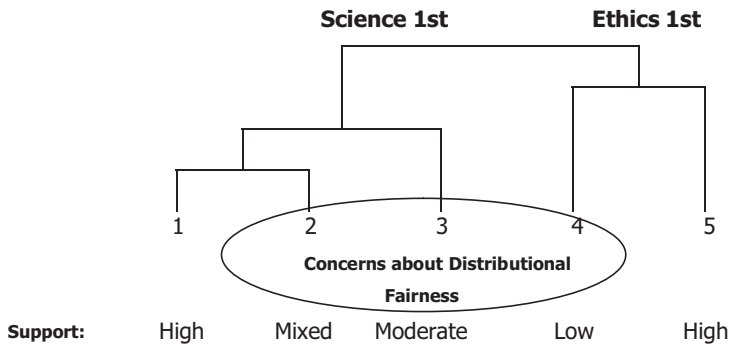 Science 1st Ethics 1st
1 2 3 4 5
Concerns about Distributional
Fairness
Support: High Mixed Moderate Low High